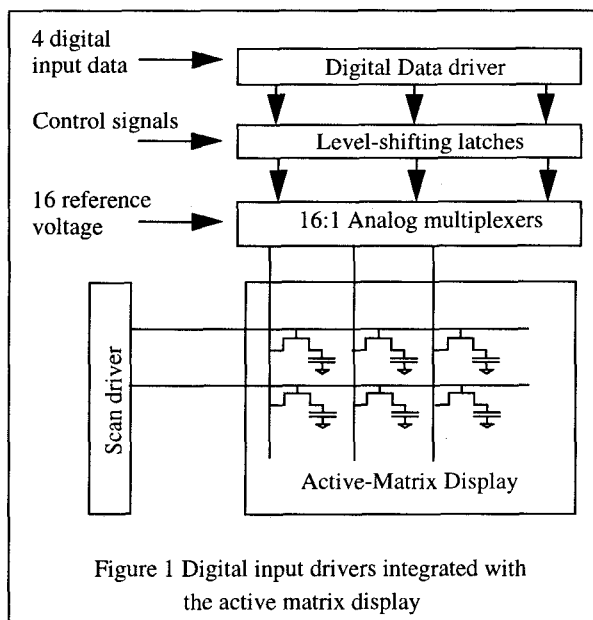 4 digital
input data
Digital Data driver
Control signals
Level-shifting latches
16 reference
voltage
16:1 Analog multiplexers
Scan driver
Active-Matrix Display
Figure 1 Digital input drivers integrated with
the active matrix display